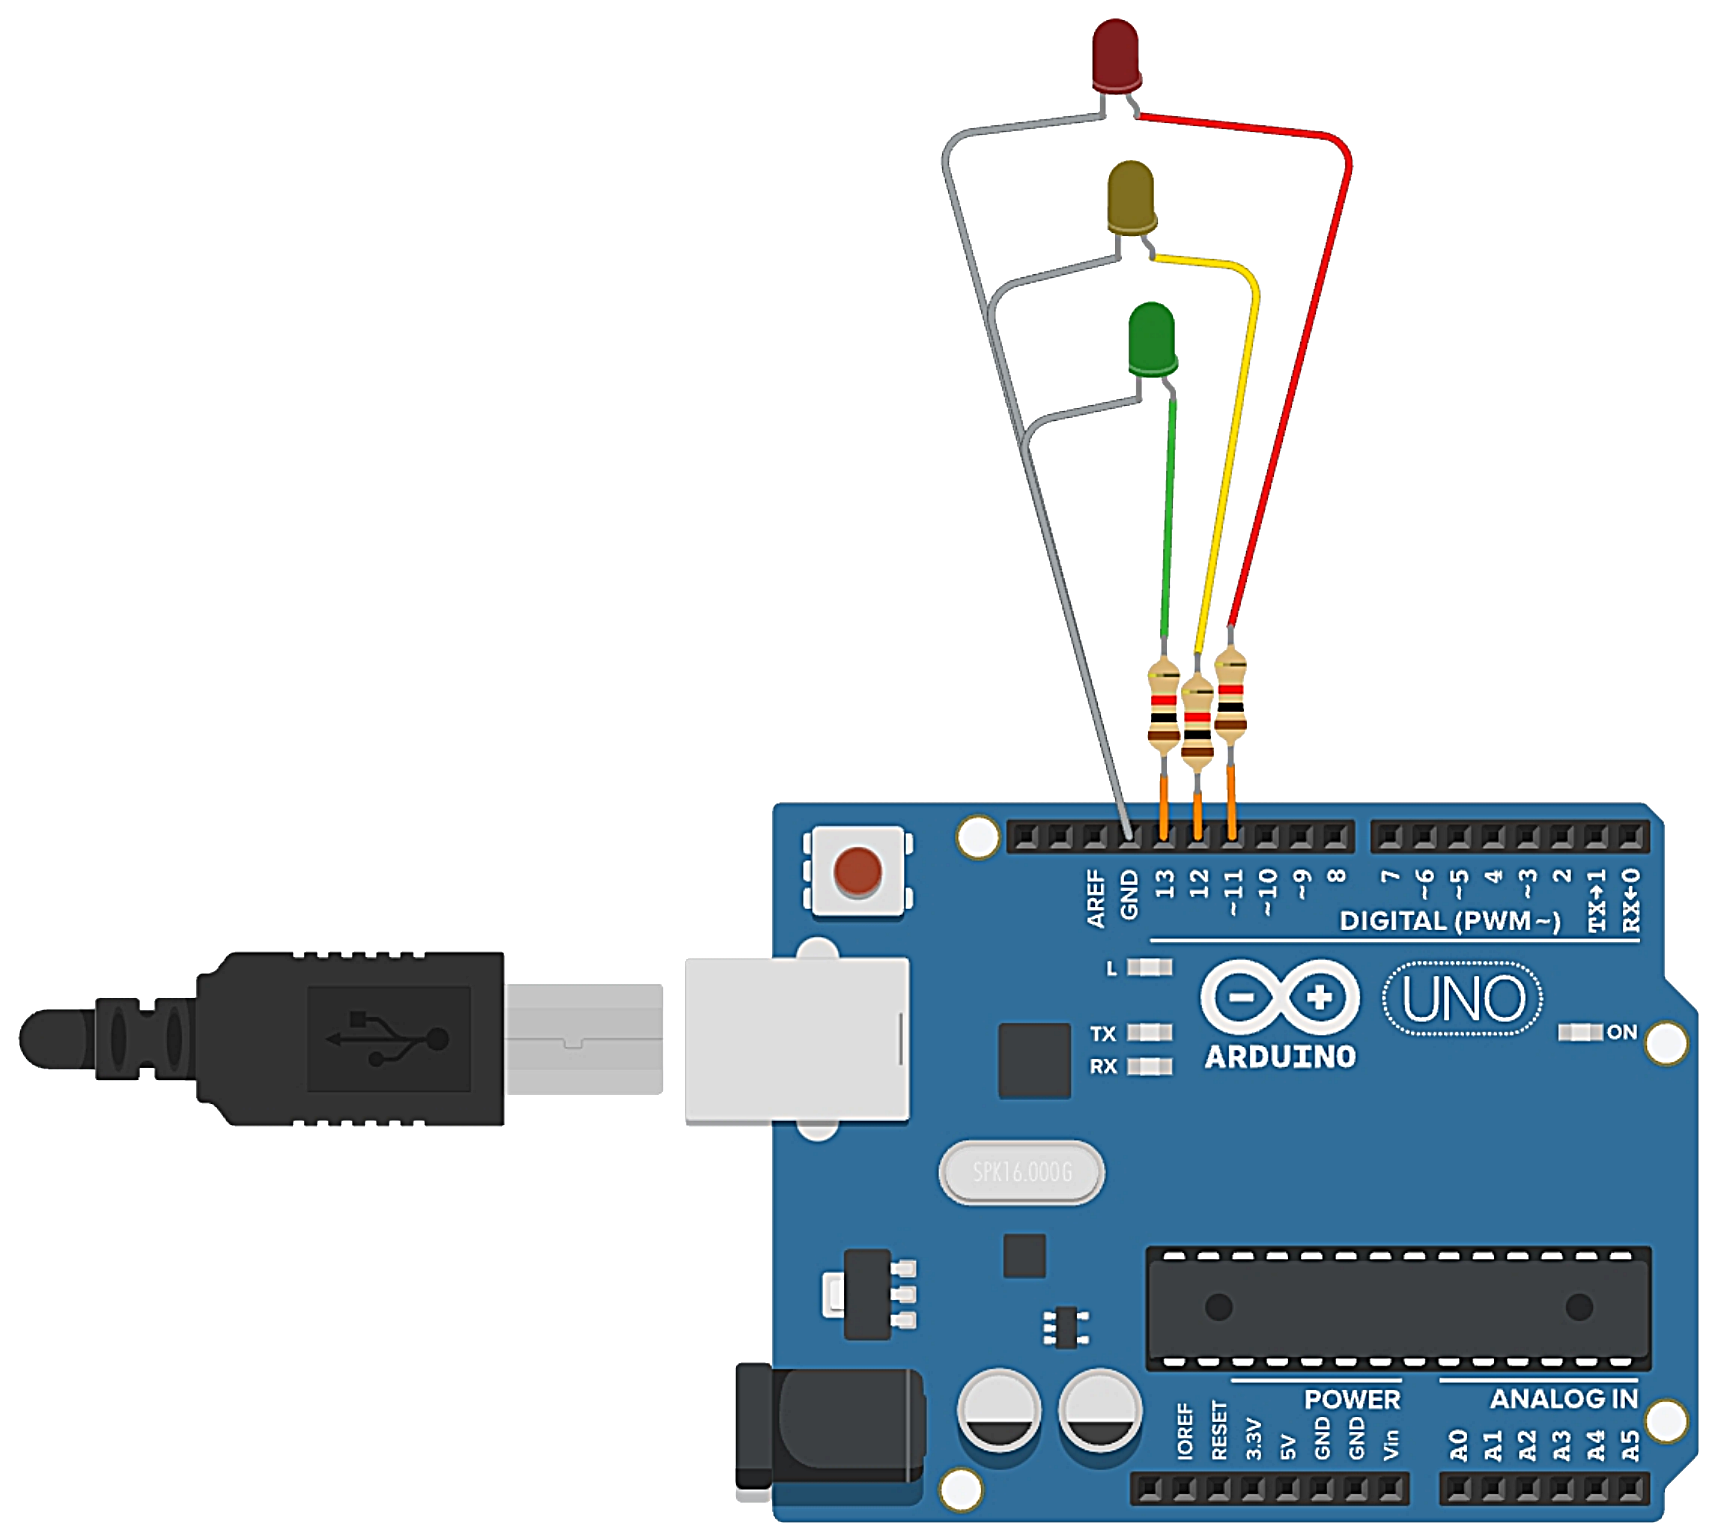 AREF
GND
13
12
~11
~10
~9
8
7
~6
~5
4
~3
2
TX→1
RX←0
DIGITAL (PWM~)
L
TX
RX
ARDUINO
UNO
ON
SPK16.000G
POWER
ANALOG IN
IOREF
RESET
3.3V
5V
GND
GND
Vin
A0
A1
A2
A3
A4
A5